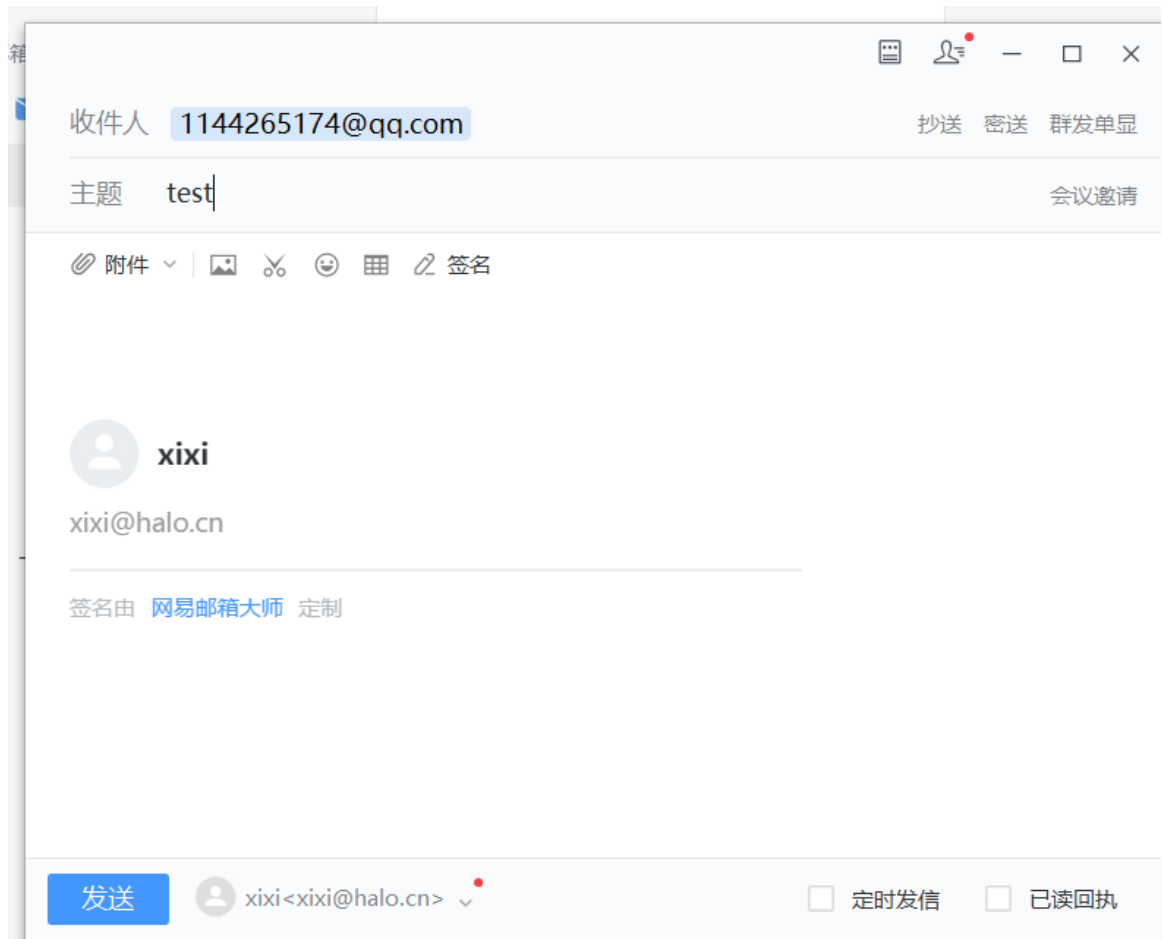 箱
收件人 1144265174@qq.com 抄送 密送 群发单显
主题 test 会议邀请
附件 签名
xixi
xixi@halo.cn
签名由 网易邮箱大师 定制
发送 xixi<xixi@halo.cn> 定时发信 已读回执